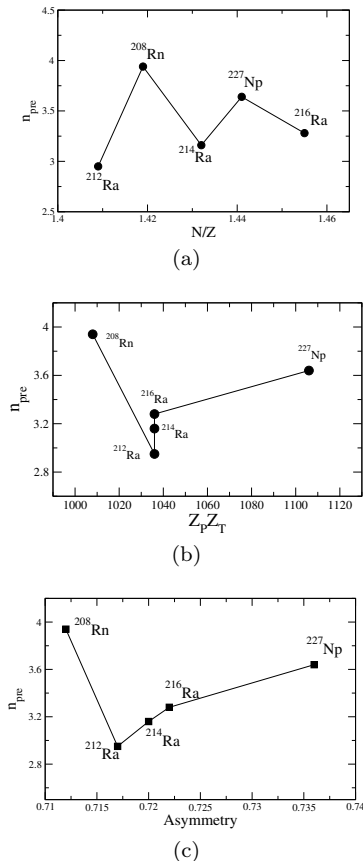 4.5
4
3.5
3
2.5
n_pre
²⁰⁸Rn
²²⁷Np
²¹⁶Ra
²¹⁴Ra
²¹²Ra
1.4 1.42 1.44 1.46
N/Z
(a)
4
3.6
3.2
2.8
n_pre
²⁰⁸Rn
²²⁷Np
²¹⁶Ra
²¹⁴Ra
²¹²Ra
1000 1020 1040 1060 1080 1100 1120
Z_PZ_T
(b)
4
3.6
3.2
2.8
n_pre
²⁰⁸Rn
²²⁷Np
²¹⁶Ra
²¹²Ra
²¹⁴Ra
0.71 0.715 0.72 0.725 0.73 0.735 0.74
Asymmetry
(c)